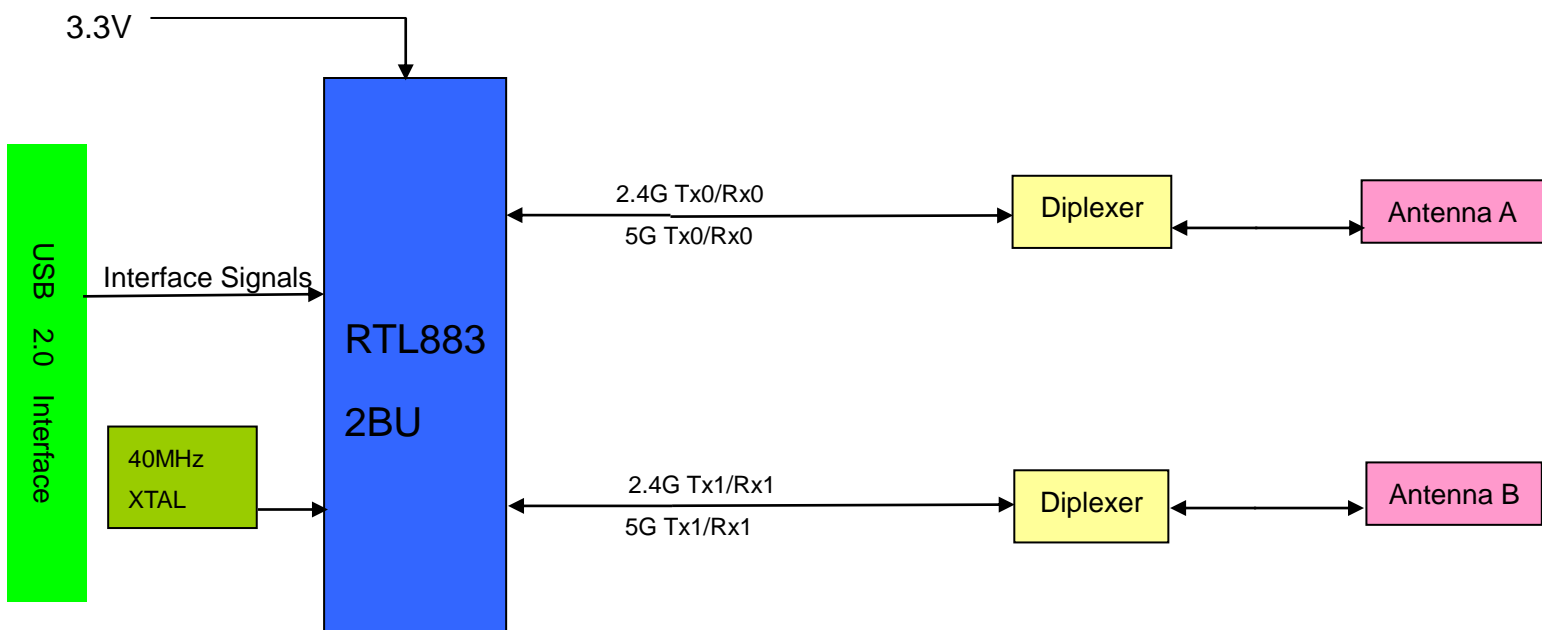 3.3V
2.4G Tx0/Rx0
5G Tx0/Rx0
Diplexer
Antenna A
USB 2.0 Interface
Interface Signals
RTL883
2BU
40MHz
XTAL
2.4G Tx1/Rx1
5G Tx1/Rx1
Diplexer
Antenna B